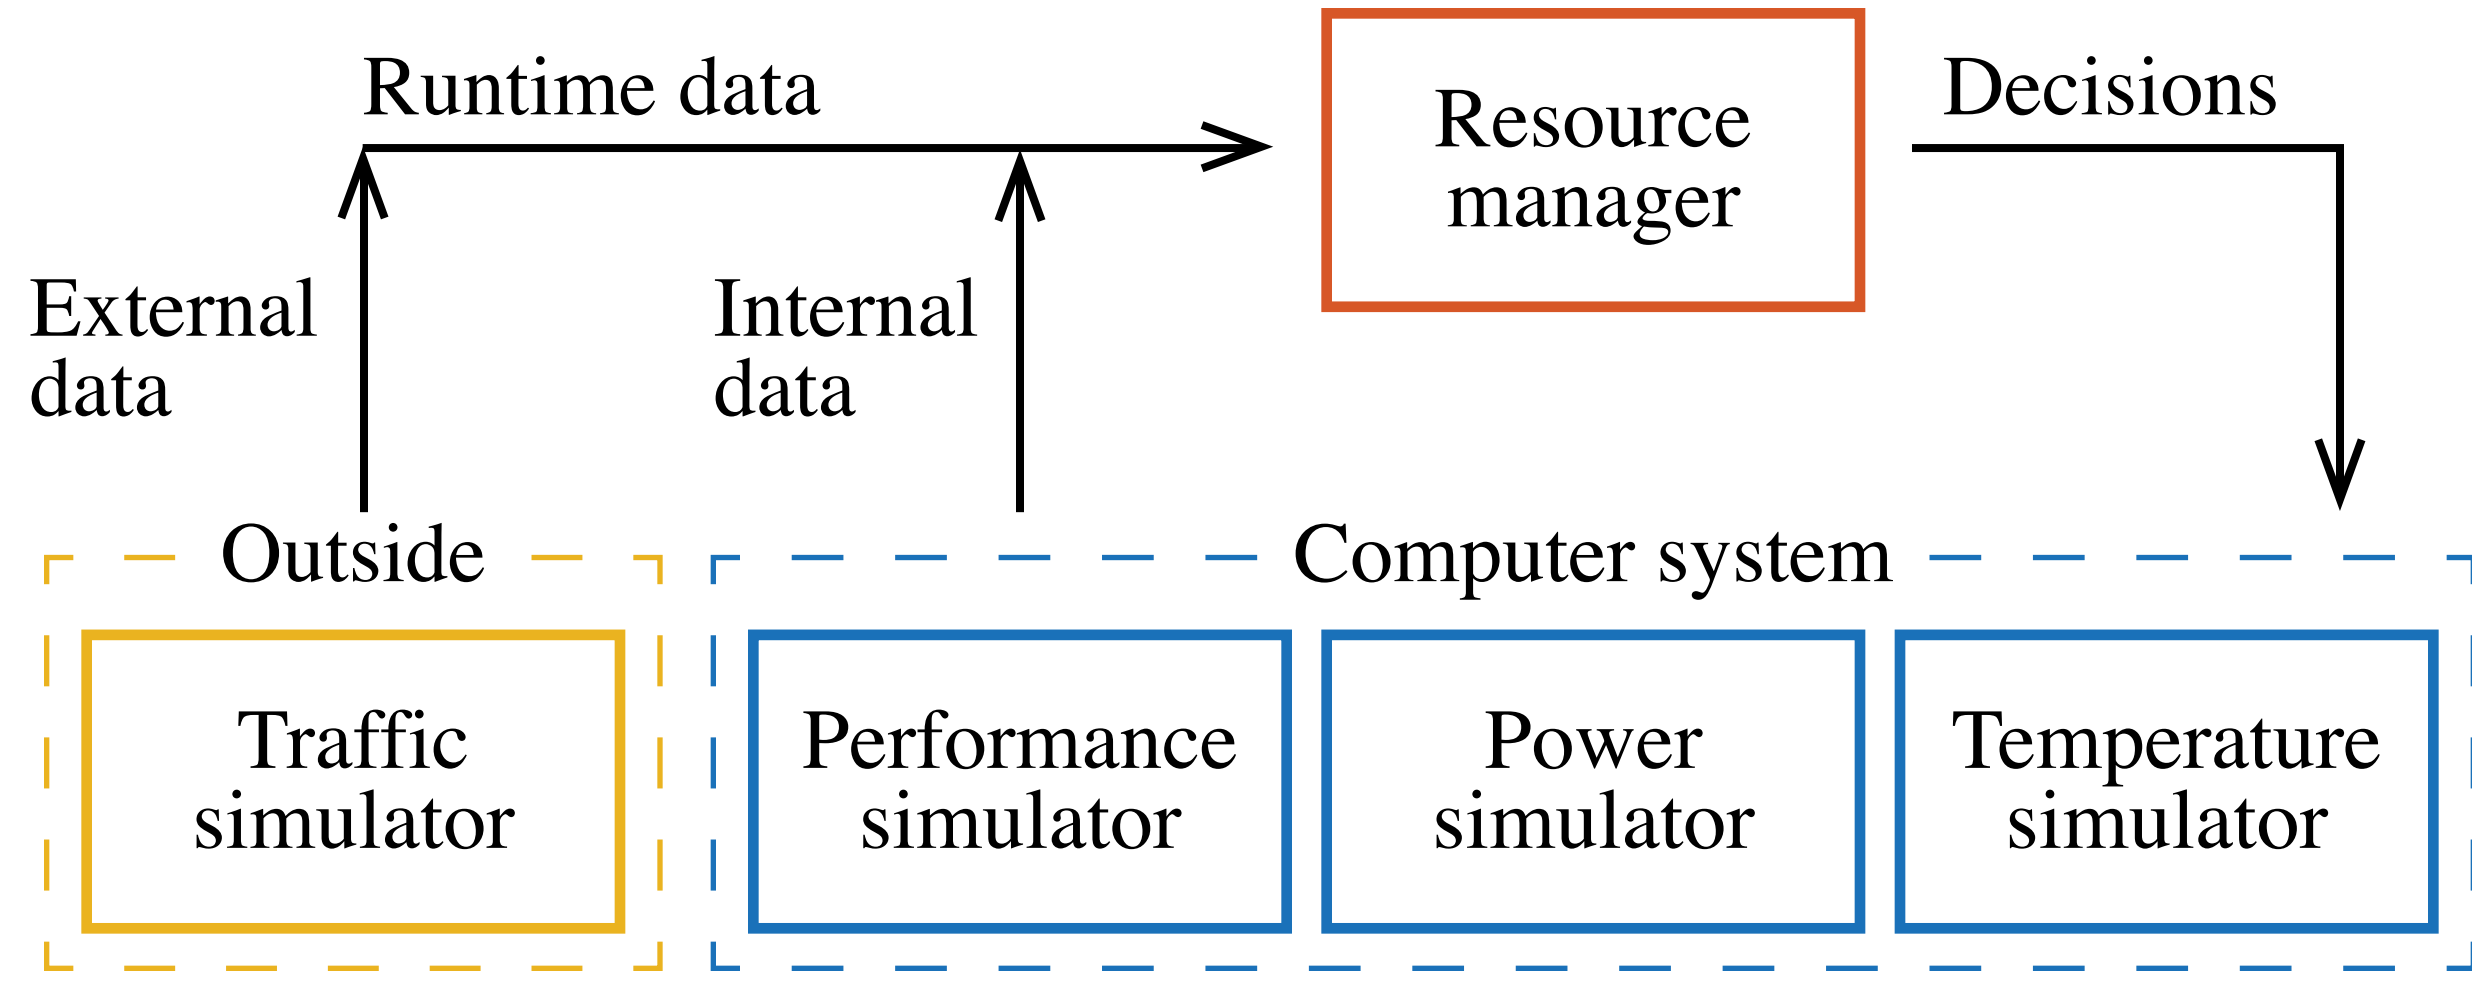 Runtime data
Resource
manager
Decisions
External
data
Internal
data
Outside
Computer system
Traffic
simulator
Performance
simulator
Power
simulator
Temperature
simulator